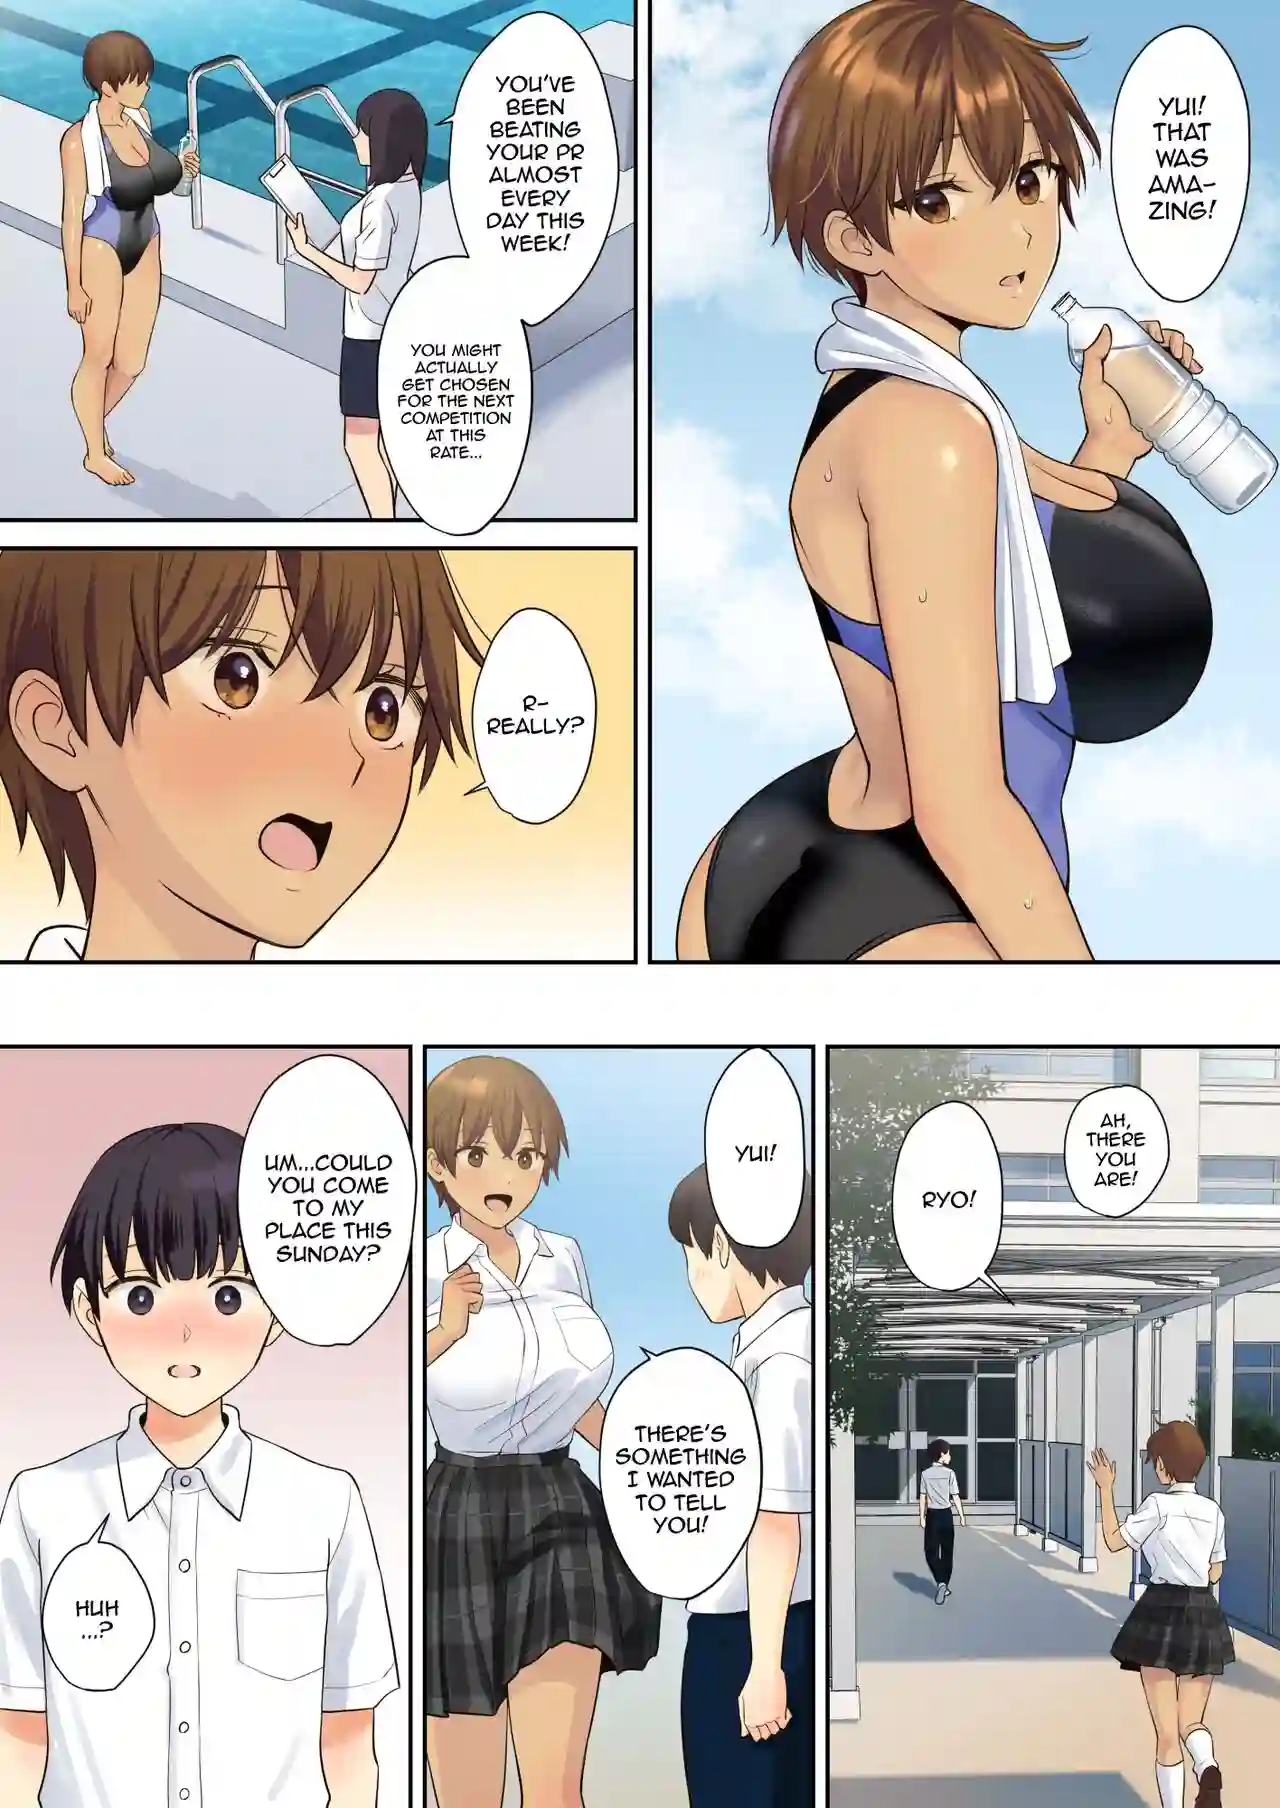 YUI!
THAT
WAS
AMA-
ZING!
YOU'VE
BEEN
BEATING
YOUR PR
ALMOST
EVERY
DAY THIS
WEEK!
YOU MIGHT
ACTUALLY
GET CHOSEN
FOR THE NEXT
COMPETITION
AT THIS
RATE...
R-
REALLY?
AH,
THERE
YOU
ARE!
RYO!
YUI!
THERE'S
SOMETHING
I WANTED
TO TELL
YOU!
UM...COULD
YOU COME
TO MY
PLACE THIS
SUNDAY?
HUH
...?